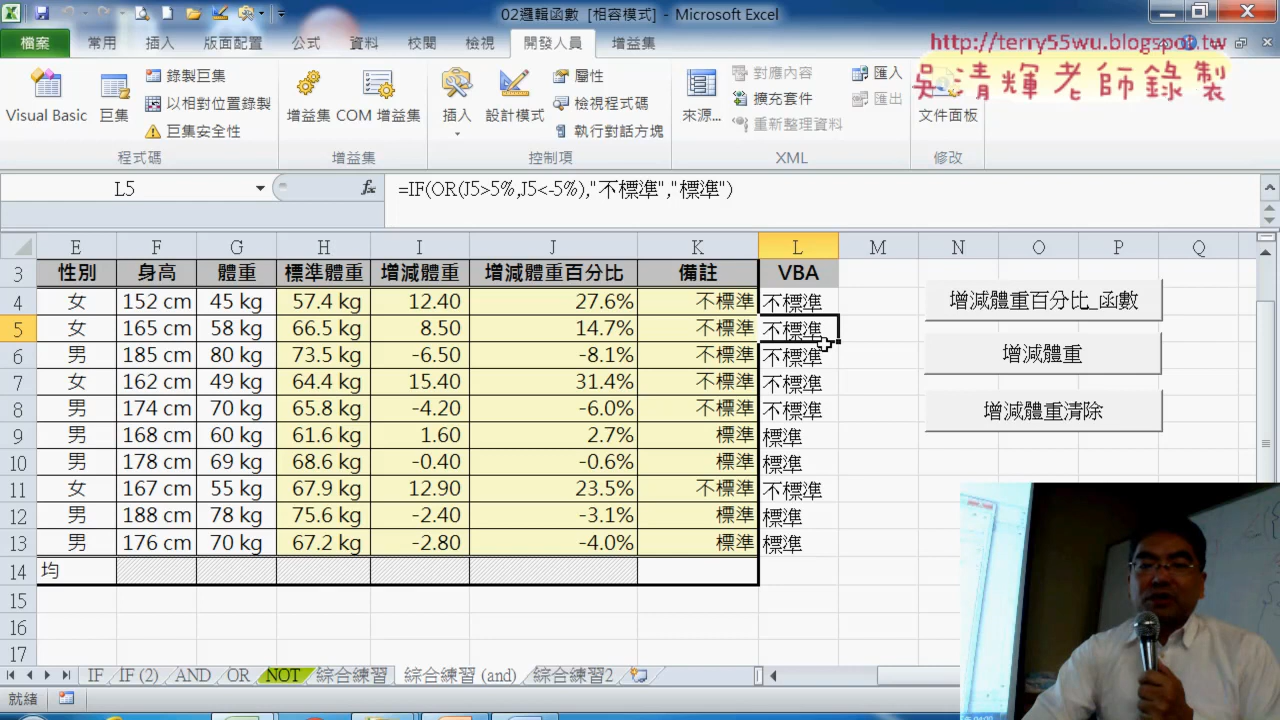 02邏輯函數 [相容模式] - Microsoft Excel
檔案 常用 插入 版面配置 公式 資料 校閱 檢視 開發人員 增益集
http://terry55wu.blogspot.tw
吳清輝老師錄製
Visual Basic 巨集 錄製巨集 以相對位置錄製 巨集安全性
增益集 COM 增益集
插入 設計模式 屬性 檢視程式碼 執行對話方塊
來源... 對應內容 擴充套件 重新整理資料 匯入 匯出
文件面板
程式碼 增益集 控制項 XML 修改
L5 fx =IF(OR(J5>5%,J5<-5%),"不標準","標準")
E F G H I J K L M N O P Q
3 性別 身高 體重 標準體重 增減體重 增減體重百分比 備註 VBA
4 女 152 cm 45 kg 57.4 kg 12.40 27.6% 不標準 不標準
5 女 165 cm 58 kg 66.5 kg 8.50 14.7% 不標準 不標準
6 男 185 cm 80 kg 73.5 kg -6.50 -8.1% 不標準 不標準
7 女 162 cm 49 kg 64.4 kg 15.40 31.4% 不標準 不標準
8 男 174 cm 70 kg 65.8 kg -4.20 -6.0% 不標準 不標準
9 男 168 cm 60 kg 61.6 kg 1.60 2.7% 標準 標準
10 男 178 cm 69 kg 68.6 kg -0.40 -0.6% 標準 標準
11 女 167 cm 55 kg 67.9 kg 12.90 23.5% 不標準 不標準
12 男 188 cm 78 kg 75.6 kg -2.40 -3.1% 標準 標準
13 男 176 cm 70 kg 67.2 kg -2.80 -4.0% 標準 標準
14 均
15
16
17
增減體重百分比_函數
增減體重
增減體重清除
IF IF (2) AND OR NOT 綜合練習 綜合練習 (and) 綜合練習2
就緒